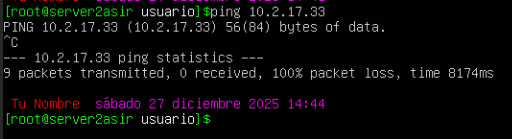 [root@server2asir usuario]$ping 10.2.17.33
PING 10.2.17.33 (10.2.17.33) 56(84) bytes of data.
^C
--- 10.2.17.33 ping statistics ---
9 packets transmitted, 0 received, 100% packet loss, time 8174ms
Tu Nombre sábado 27 diciembre 2025 14:44
[root@server2asir usuario]$